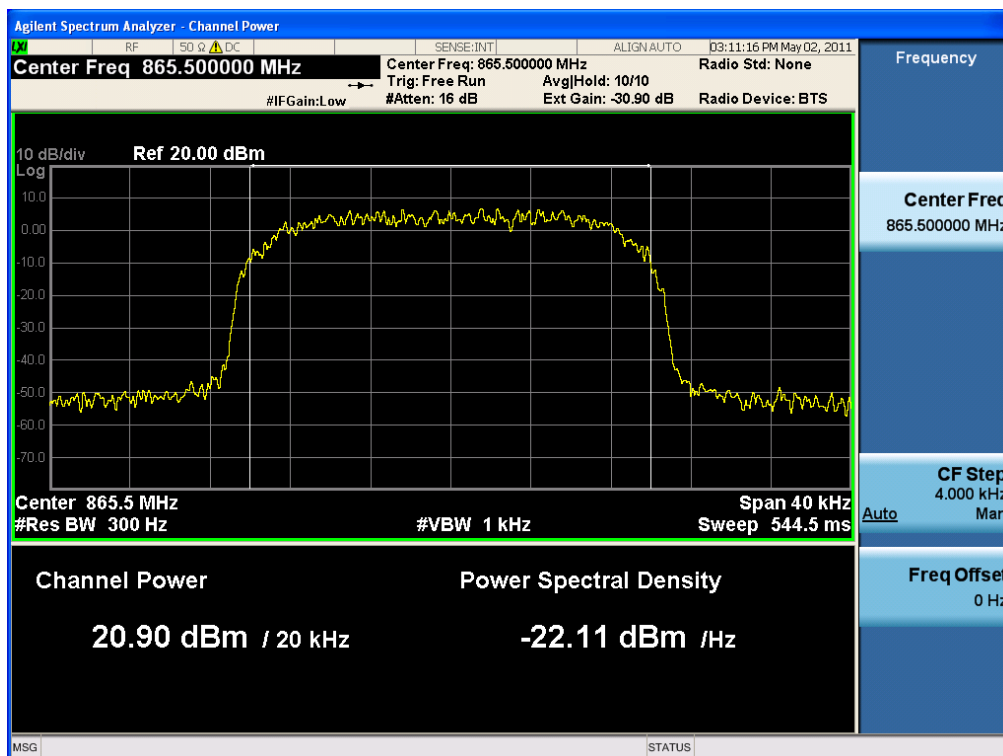 Agilent Spectrum Analyzer - Channel Power
LXI RF 50 Ω DC SENSE:INT ALIGN AUTO 03:11:16 PM May 02, 2011
Center Freq 865.500000 MHz
Center Freq: 865.500000 MHz Radio Std: None
Trig: Free Run Avg|Hold: 10/10
#IFGain:Low #Atten: 16 dB Ext Gain: -30.90 dB Radio Device: BTS
Frequency
10 dB/div Ref 20.00 dBm
Log
10.0
0.00
-10.0
-20.0
-30.0
-40.0
-50.0
-60.0
-70.0
Center 865.5 MHz Span 40 kHz
#Res BW 300 Hz #VBW 1 kHz Sweep 544.5 ms
Channel Power Power Spectral Density
20.90 dBm / 20 kHz -22.11 dBm /Hz
Center Freq
865.500000 MHz
CF Step
4.000 kHz
Auto Man
Freq Offset
0 Hz
MSG STATUS